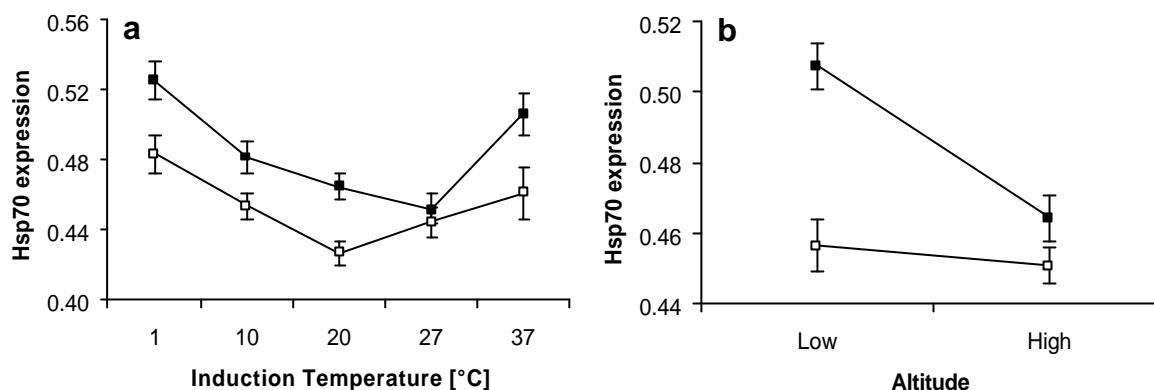 a
Hsp70 expression
0.56
0.52
0.48
0.44
0.40
1 10 20 27 37
Induction Temperature [°C]
b
Hsp70 expression
0.52
0.50
0.48
0.46
0.44
Low High
Altitude